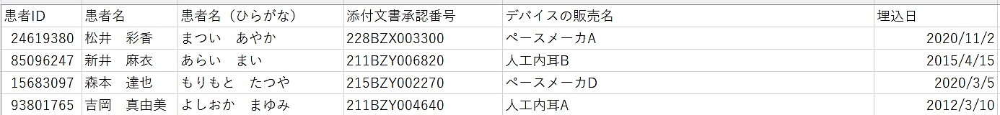 患者ID 患者名 患者名（ひらがな） 添付文書承認番号 デバイスの販売名 埋込日
24619380 松井　彩香 まつい　あやか 228BZX003300 ペースメーカA 2020/11/2
85096247 新井　麻衣 あらい　まい 211BZY006820 人工内耳B 2015/4/15
15683097 森本　達也 もりもと　たつや 215BZY002270 ペースメーカD 2020/3/5
93801765 吉岡　真由美 よしおか　まゆみ 211BZY004640 人工内耳A 2012/3/10